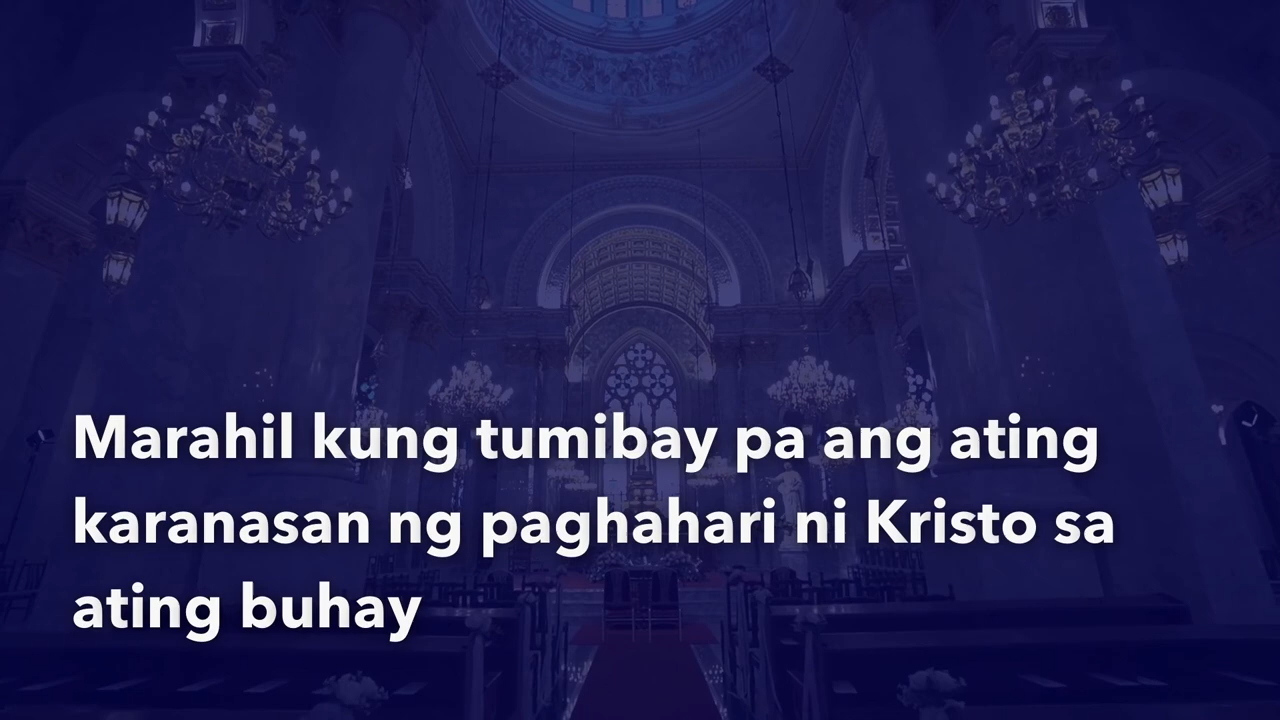 Marahil kung tumibay pa ang ating
karanasan ng paghahari ni Kristo sa
ating buhay